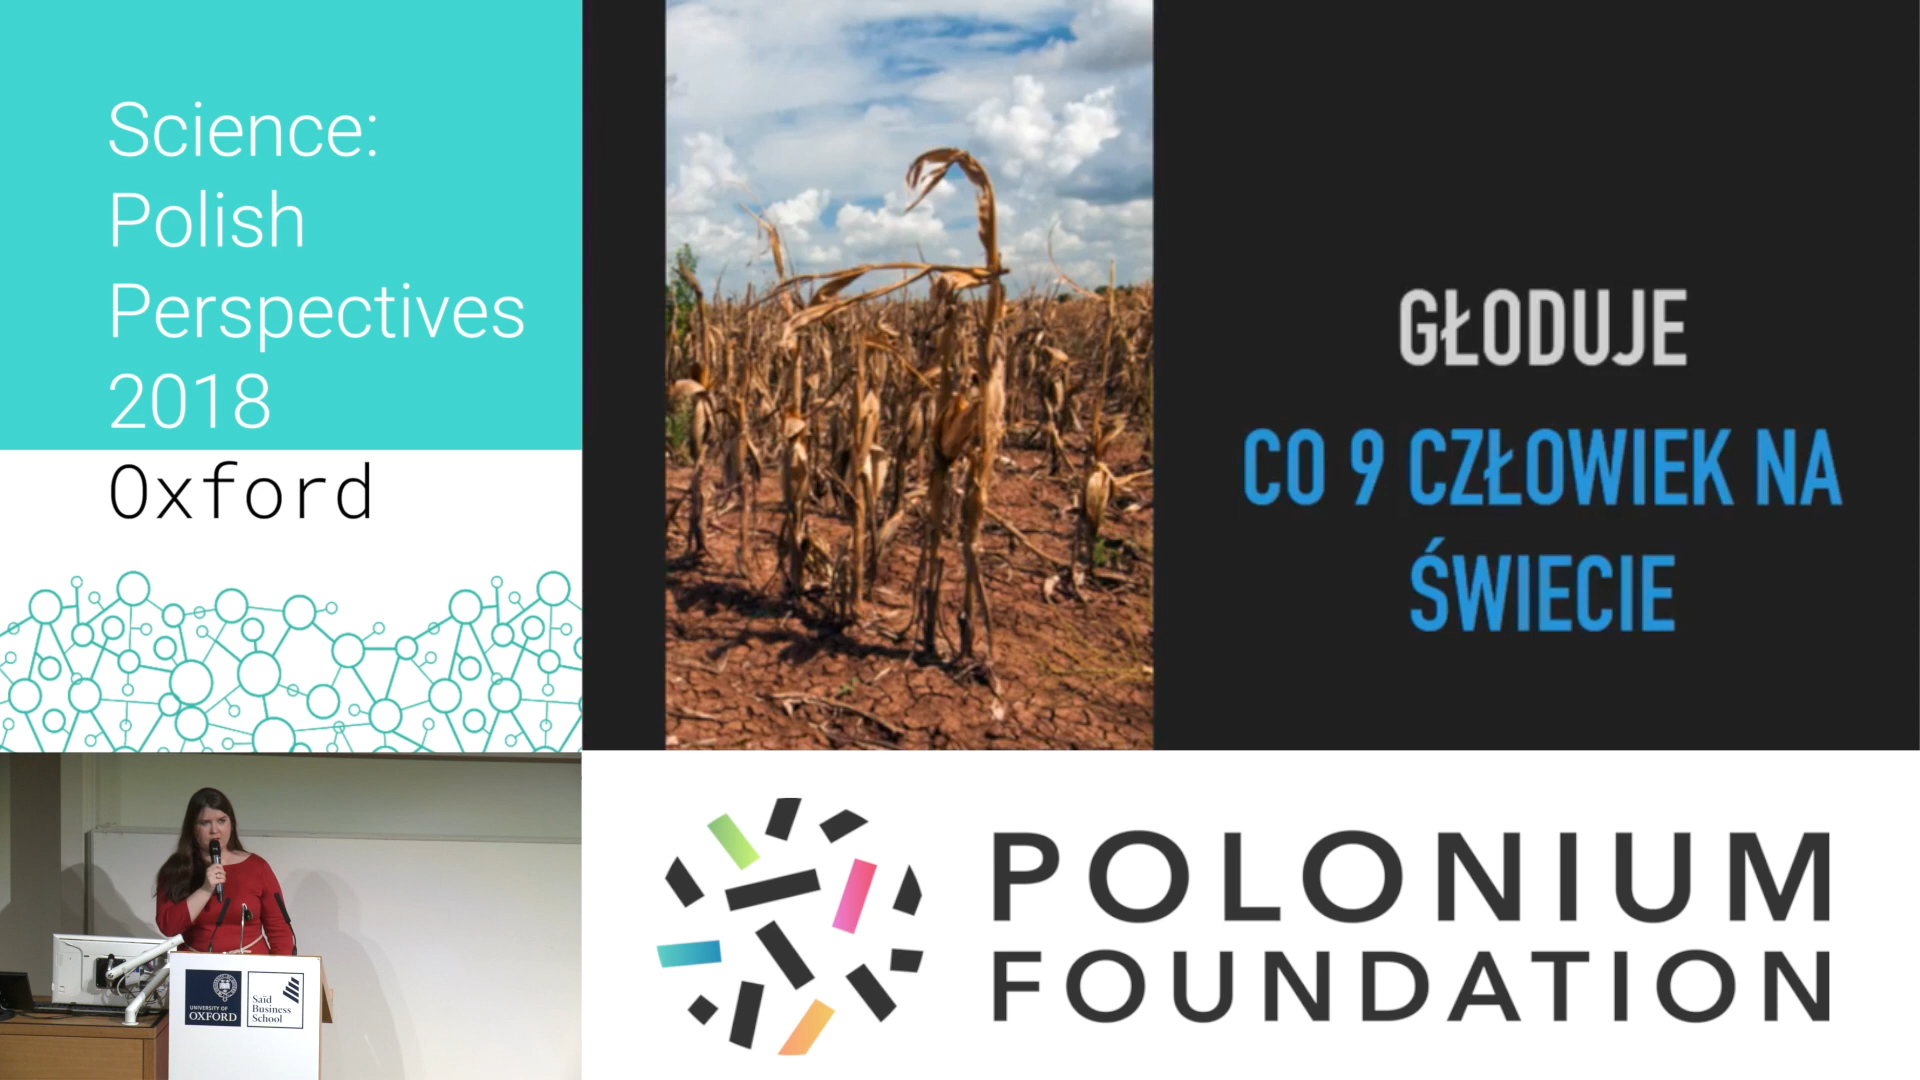 Science:
Polish
Perspectives
2018
Oxford
GŁODUJE
CO 9 CZŁOWIEK NA
ŚWIECIE
UNIVERSITY OF
OXFORD
Saïd
Business
School
POLONIUM
FOUNDATION